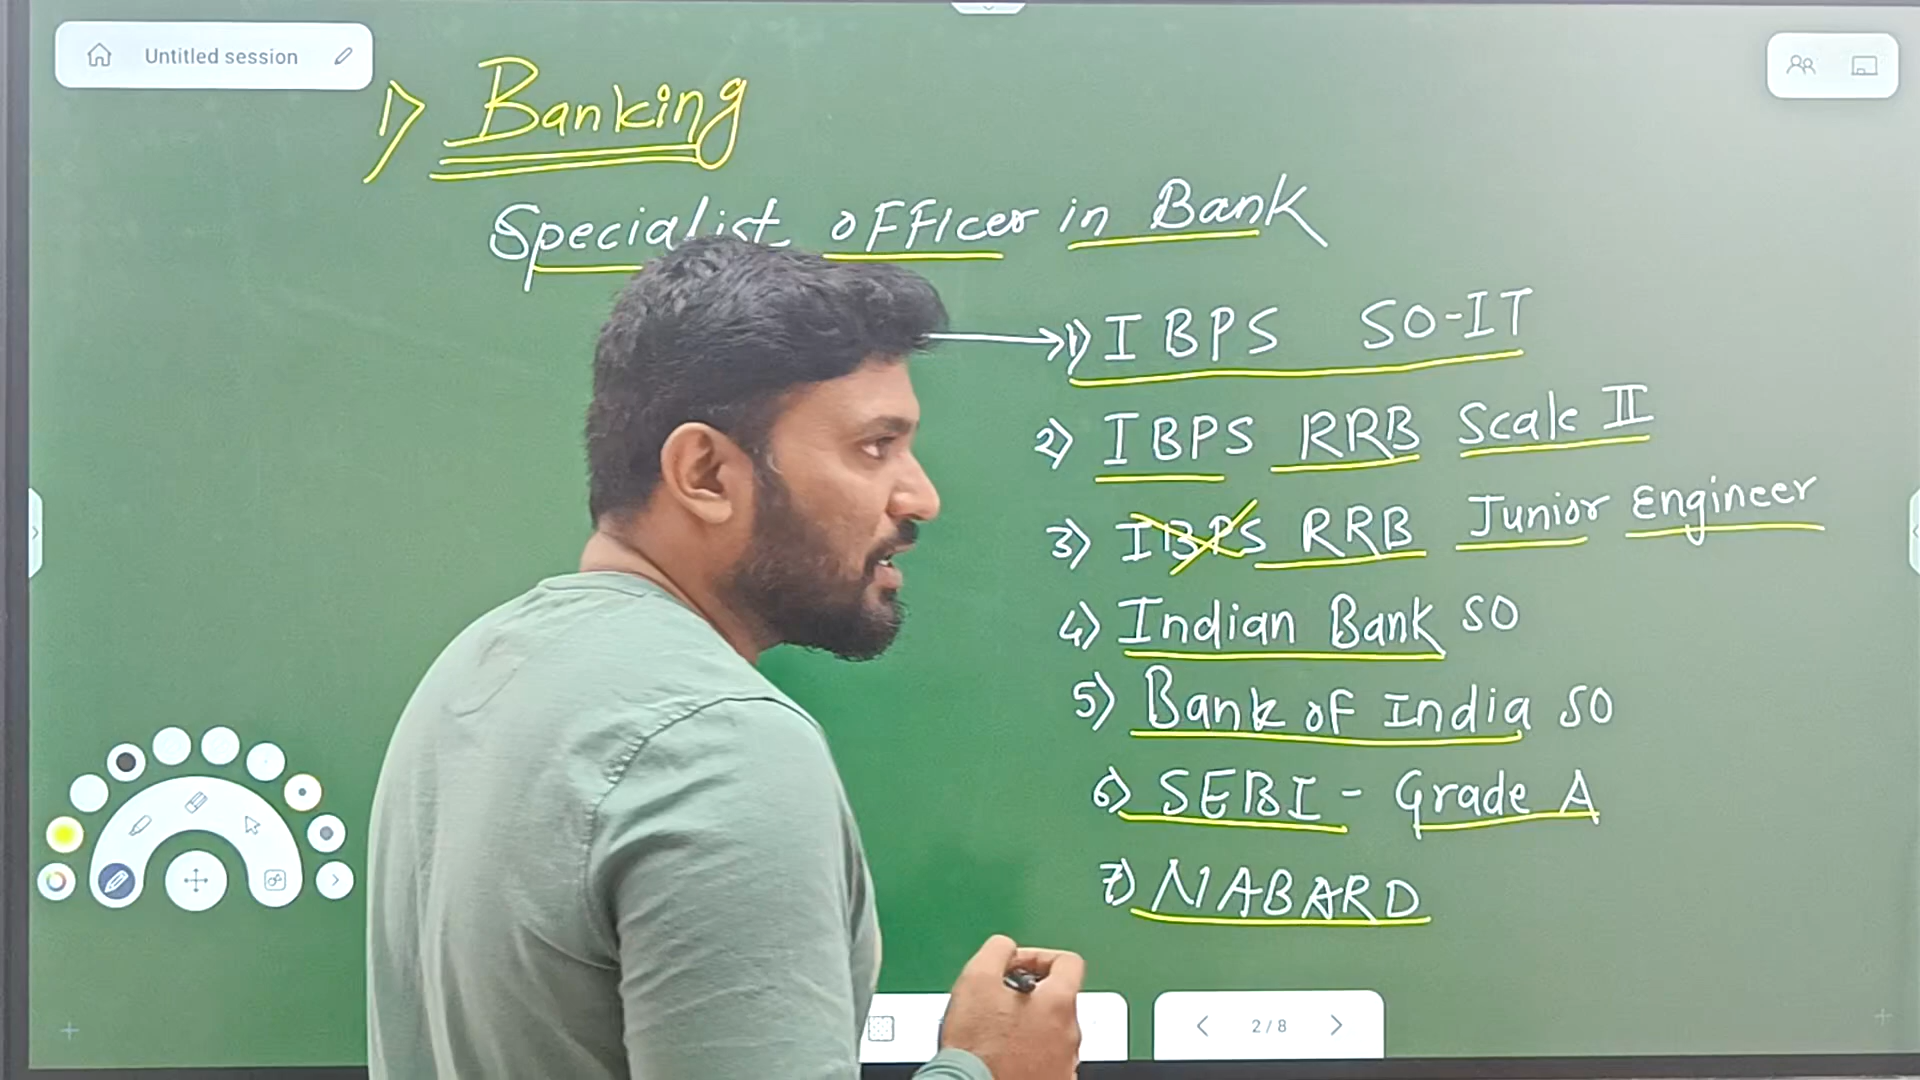 Untitled session
1) Banking
Specialist officer in Bank
1) IBPS SO-IT
2) IBPS RRB Scale II
3) IBPS RRB Junior Engineer
4) Indian Bank SO
5) Bank of India SO
6) SEBI - Grade A
7) NABARD
2/8